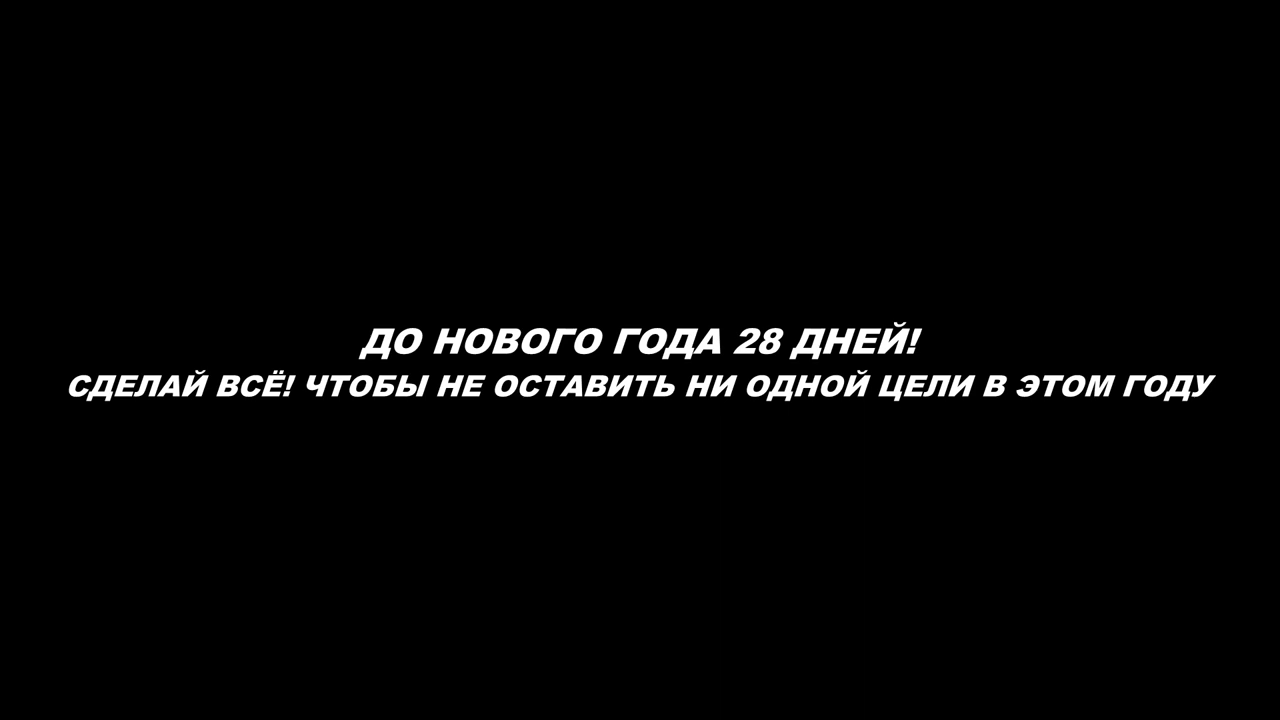 ДО НОВОГО ГОДА 28 ДНЕЙ!
СДЕЛАЙ ВСЁ! ЧТОБЫ НЕ ОСТАВИТЬ НИ ОДНОЙ ЦЕЛИ В ЭТОМ ГОДУ